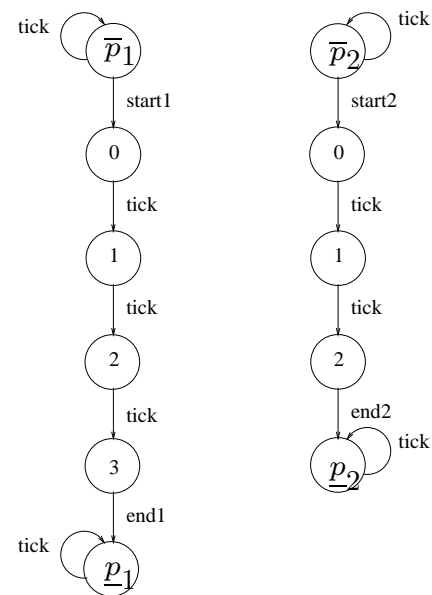 tick
p̅₁
start1
0
tick
1
tick
2
tick
3
end1
tick
p̲₁
tick
p̅₂
start2
0
tick
1
tick
2
end2
tick
p̲₂